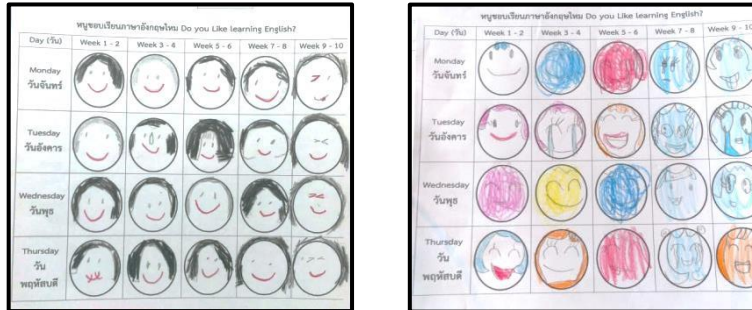 หนูชอบเรียนภาษาอังกฤษไหม Do you Like learning English?
Day (วัน) Week 1 - 2 Week 3 - 4 Week 5 - 6 Week 7 - 8 Week 9 - 10
Monday
วันจันทร์
Tuesday
วันอังคาร
Wednesday
วันพุธ
Thursday
วัน
พฤหัสบดี
หนูชอบเรียนภาษาอังกฤษไหม Do you Like learning English?
Day (วัน) Week 1 - 2 Week 3 - 4 Week 5 - 6 Week 7 - 8 Week 9 - 10
Monday
วันจันทร์
Tuesday
วันอังคาร
Wednesday
วันพุธ
Thursday
วัน
พฤหัสบดี